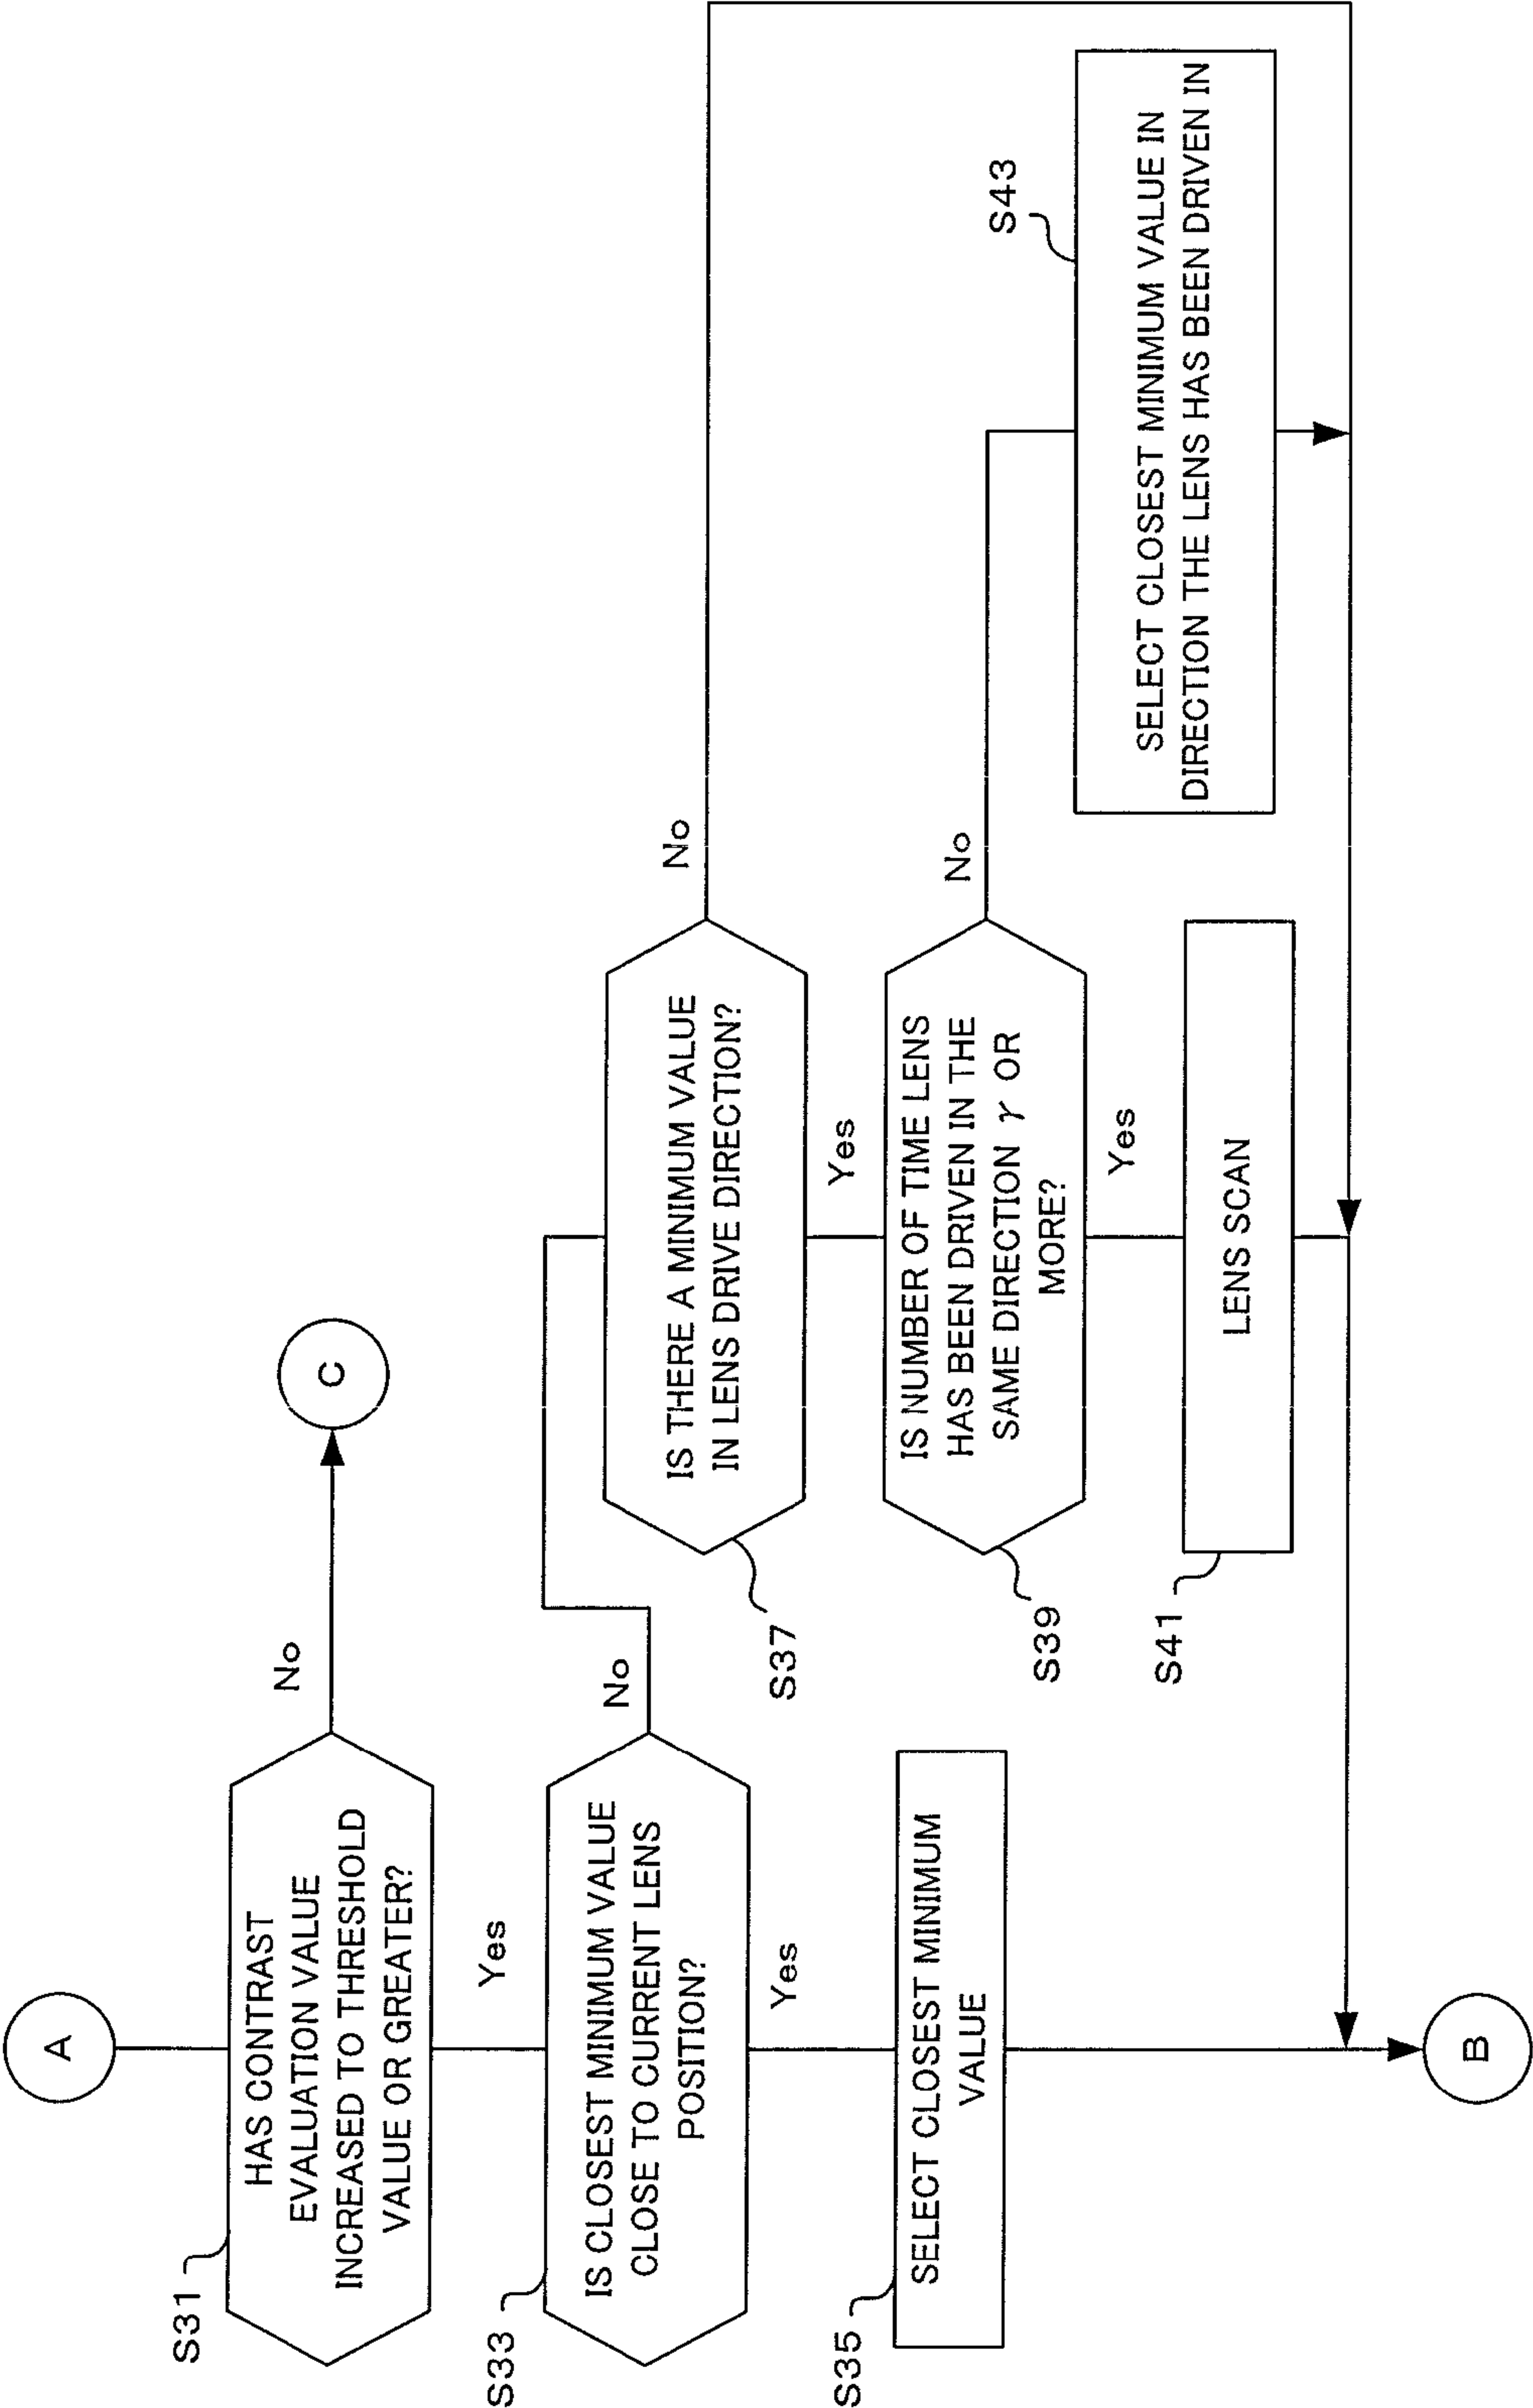 A
S31
HAS CONTRAST
EVALUATION VALUE
INCREASED TO THRESHOLD
VALUE OR GREATER?
No
C
Yes
S33
IS CLOSEST MINIMUM VALUE
CLOSE TO CURRENT LENS
POSITION?
No
Yes
S35
SELECT CLOSEST MINIMUM
VALUE
S37
IS THERE A MINIMUM VALUE
IN LENS DRIVE DIRECTION?
No
Yes
S39
IS NUMBER OF TIME LENS
HAS BEEN DRIVEN IN THE
SAME DIRECTION γ OR
MORE?
No
Yes
S41
LENS SCAN
S43
SELECT CLOSEST MINIMUM VALUE IN
DIRECTION THE LENS HAS BEEN DRIVEN IN
B